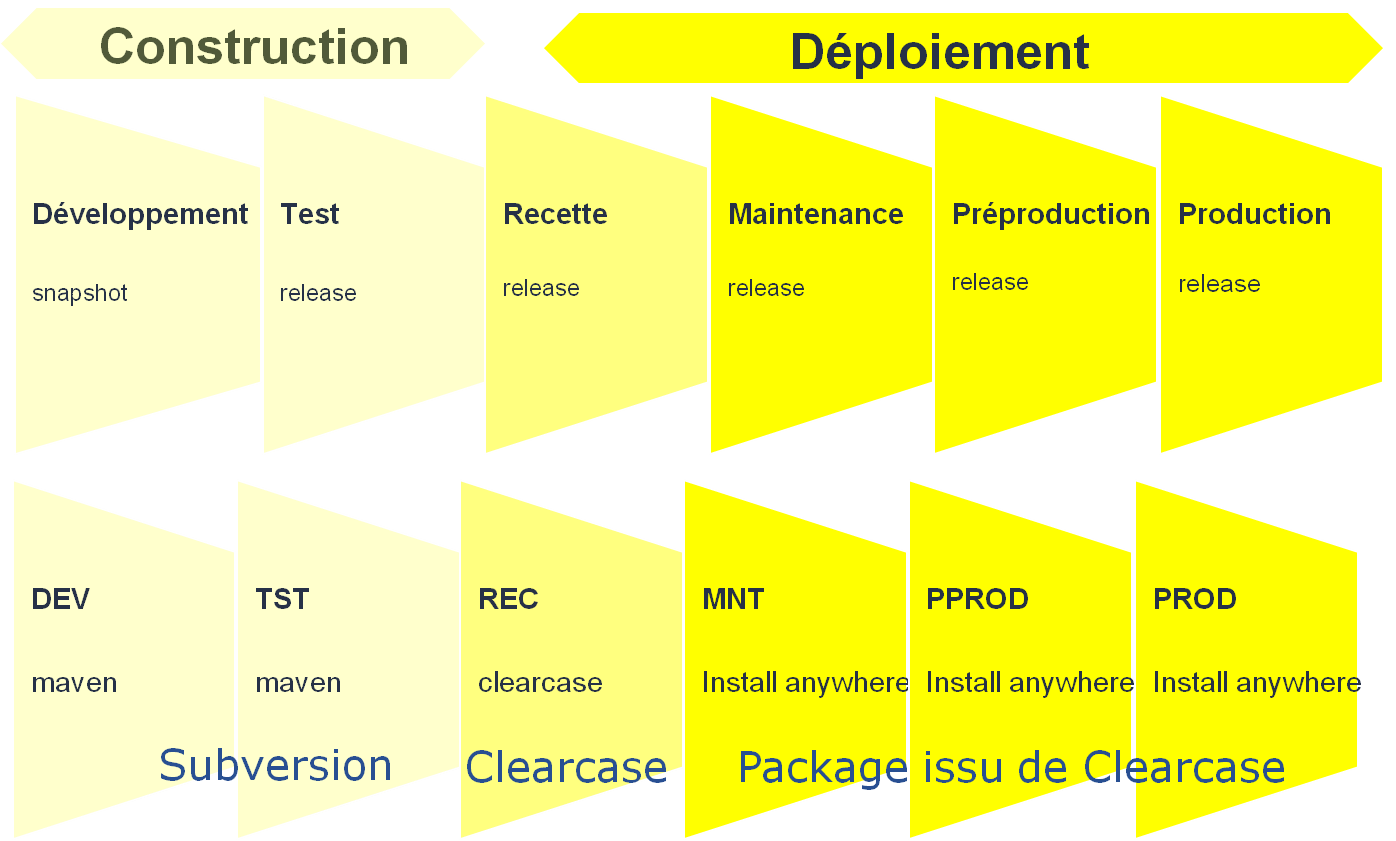 Construction
Déploiement
Développement
Test
Recette
Maintenance
Préproduction
Production
snapshot
release
release
release
release
release
DEV
TST
REC
MNT
PPROD
PROD
maven
maven
clearcase
Install anywhere
Install anywhere
Install anywhere
Subversion
Clearcase
Package issu de Clearcase